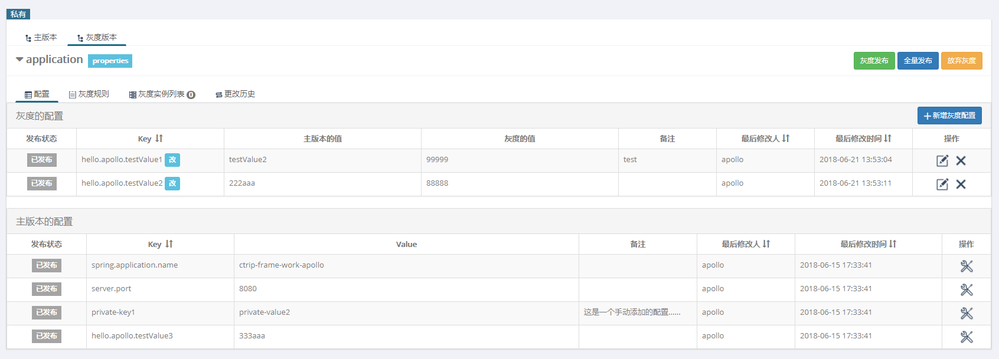 私有
主版本 灰度版本
application properties 灰度发布 全量发布 放弃灰度
配置 灰度规则 灰度实例列表 0 更改历史
灰度的配置 新增灰度配置
发布状态 Key 主版本的值 灰度的值 备注 最后修改人 最后修改时间 操作
已发布 hello.apollo.testValue1 改 testValue2 99999 test apollo 2018-06-21 13:53:04
已发布 hello.apollo.testValue2 改 222aaa 88888 apollo 2018-06-21 13:53:11
主版本的配置
发布状态 Key Value 备注 最后修改人 最后修改时间 操作
已发布 spring.application.name ctrip-frame-work-apollo apollo 2018-06-15 17:33:41
已发布 server.port 8080 apollo 2018-06-15 17:33:41
已发布 private-key1 private-value2 这是一个手动添加的配置...... apollo 2018-06-15 17:33:41
已发布 hello.apollo.testValue3 333aaa apollo 2018-06-15 17:33:41